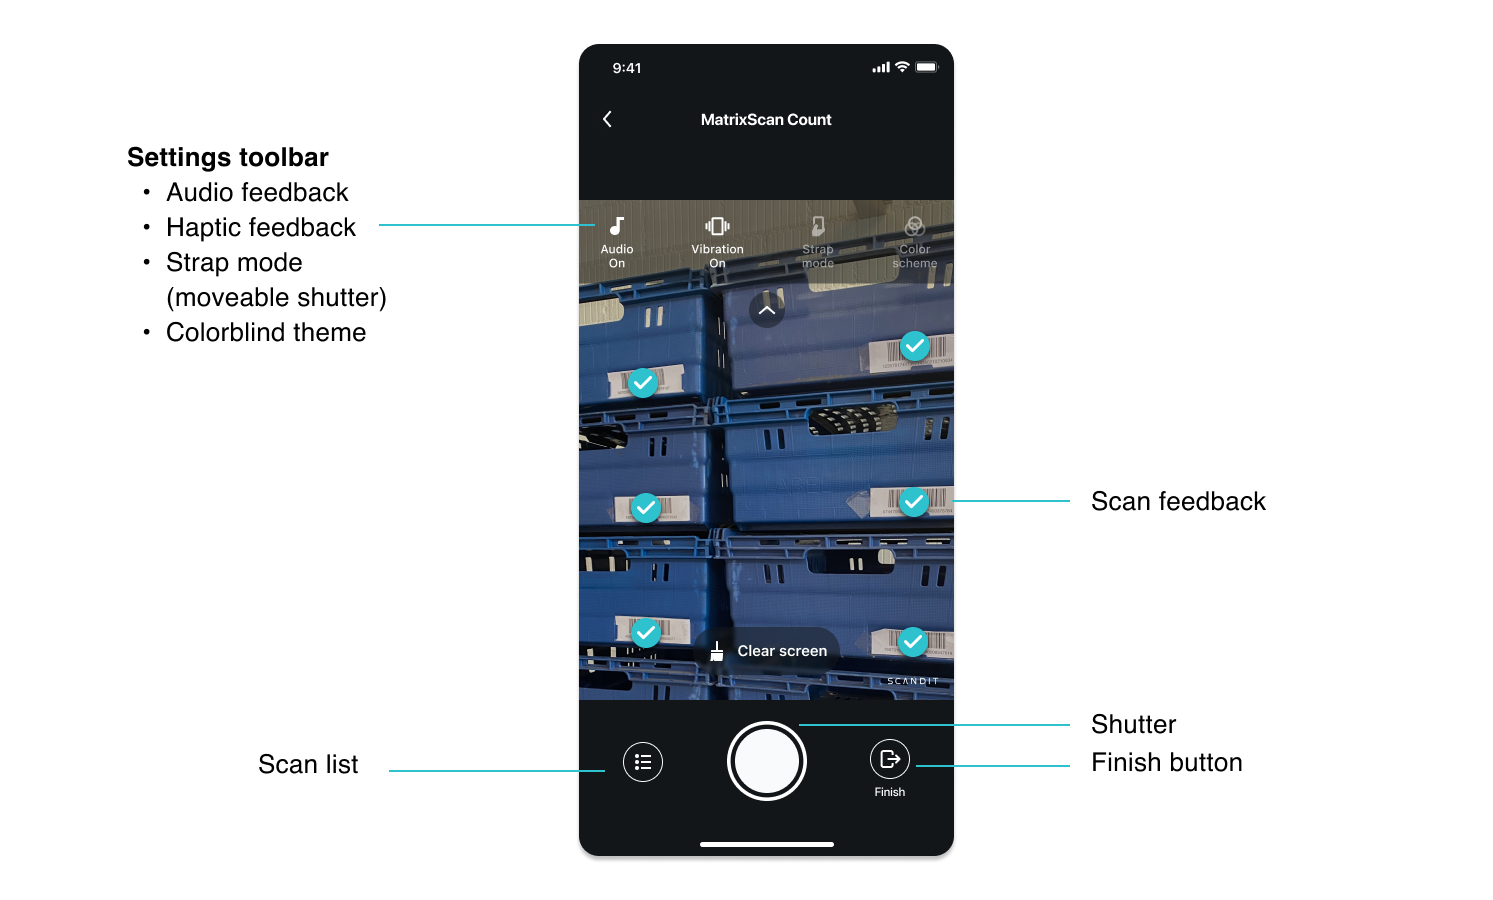 9:41
MatrixScan Count
Settings toolbar
• Audio feedback
• Haptic feedback
• Strap mode
(moveable shutter)
• Colorblind theme
Audio
On
Vibration
On
Strap
mode
Color
scheme
Scan feedback
Clear screen
SCANDIT
Shutter
Scan list
Finish button
Finish